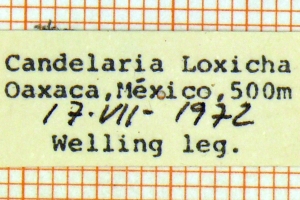 Candelaria Loxicha
Oaxaca, México, 500m
17-VII-1972
Welling leg.